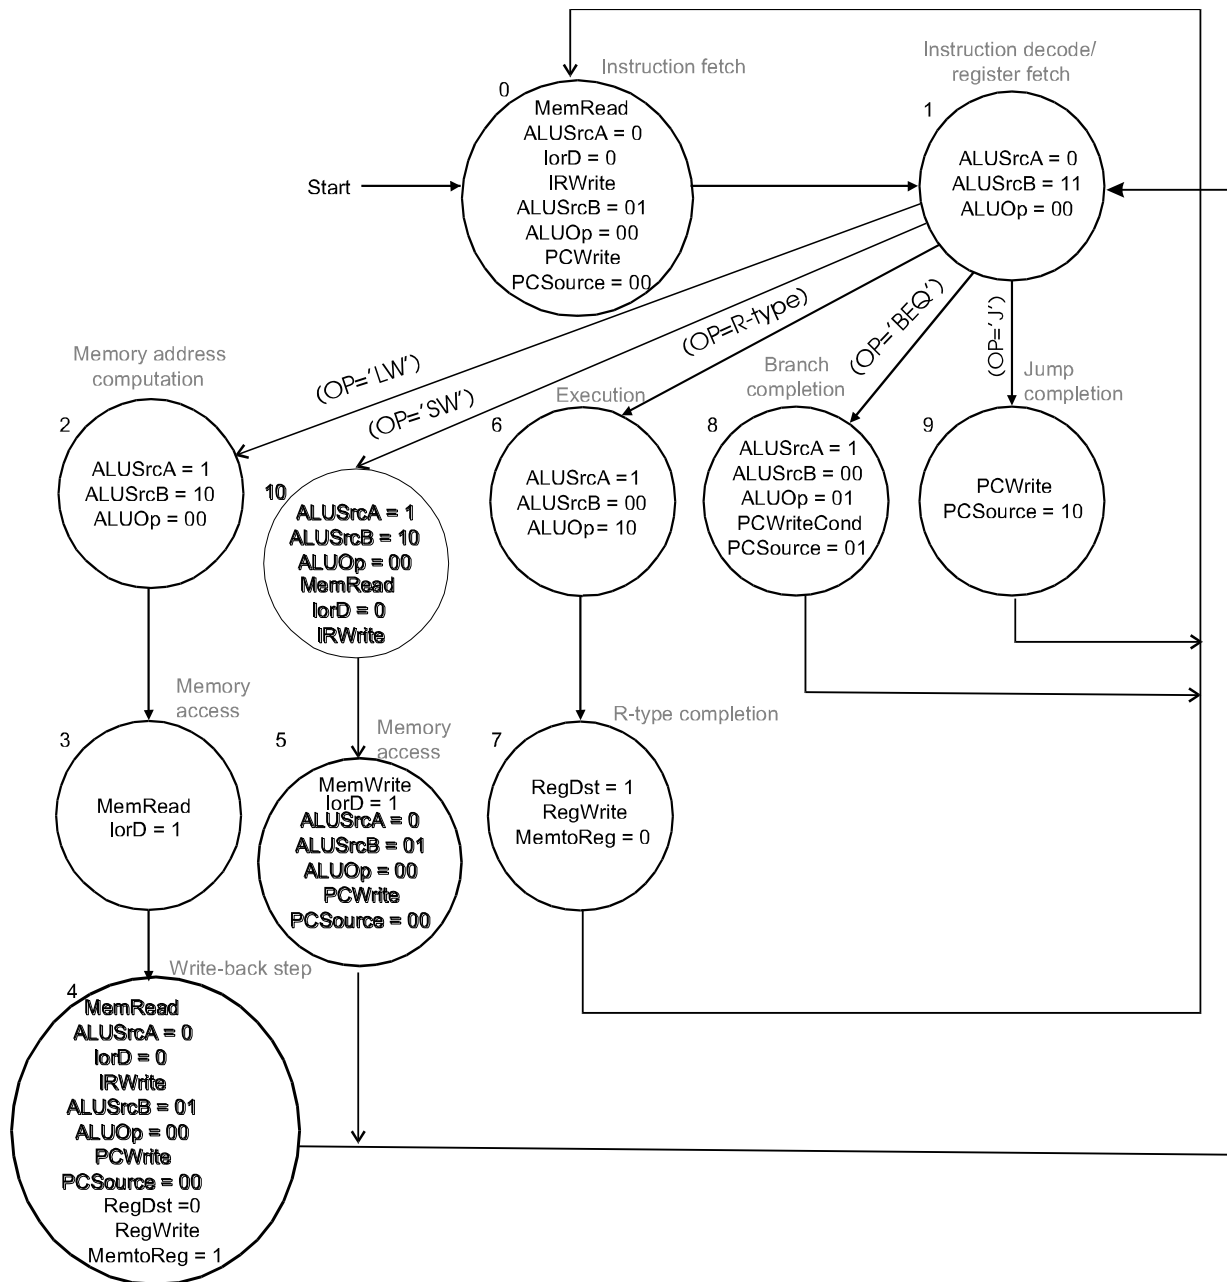 Instruction fetch
0
MemRead
ALUSrcA = 0
IorD = 0
IRWrite
ALUSrcB = 01
ALUOp = 00
PCWrite
PCSource = 00
Start
Instruction decode/
register fetch
1
ALUSrcA = 0
ALUSrcB = 11
ALUOp = 00
(OP='LW')
(OP='SW')
(OP=R-type)
(OP='BEQ')
(OP='J')
Memory address
computation
2
ALUSrcA = 1
ALUSrcB = 10
ALUOp = 00
10
ALUSrcA = 1
ALUSrcB = 10
ALUOp = 00
MemRead
IorD = 0
IRWrite
Execution
6
ALUSrcA =1
ALUSrcB = 00
ALUOp= 10
Branch
completion
8
ALUSrcA = 1
ALUSrcB = 00
ALUOp = 01
PCWriteCond
PCSource = 01
Jump
completion
9
PCWrite
PCSource = 10
Memory
access
3
MemRead
IorD = 1
Memory
access
5
MemWrite
IorD = 1
ALUSrcA = 0
ALUSrcB = 01
ALUOp = 00
PCWrite
PCSource = 00
R-type completion
7
RegDst = 1
RegWrite
MemtoReg = 0
Write-back step
4
MemRead
ALUSrcA = 0
IorD = 0
IRWrite
ALUSrcB = 01
ALUOp = 00
PCWrite
PCSource = 00
RegDst =0
RegWrite
MemtoReg = 1